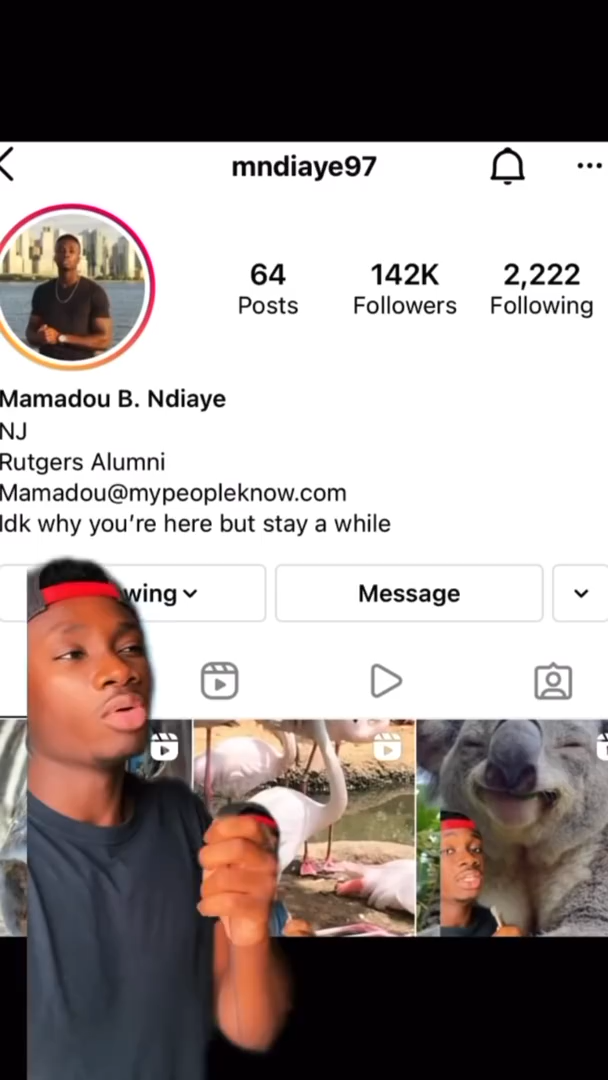 mndiaye97
64
Posts
142K
Followers
2,222
Following
Mamadou B. Ndiaye
NJ
Rutgers Alumni
Mamadou@mypeopleknow.com
Idk why you’re here but stay a while
wing
Message